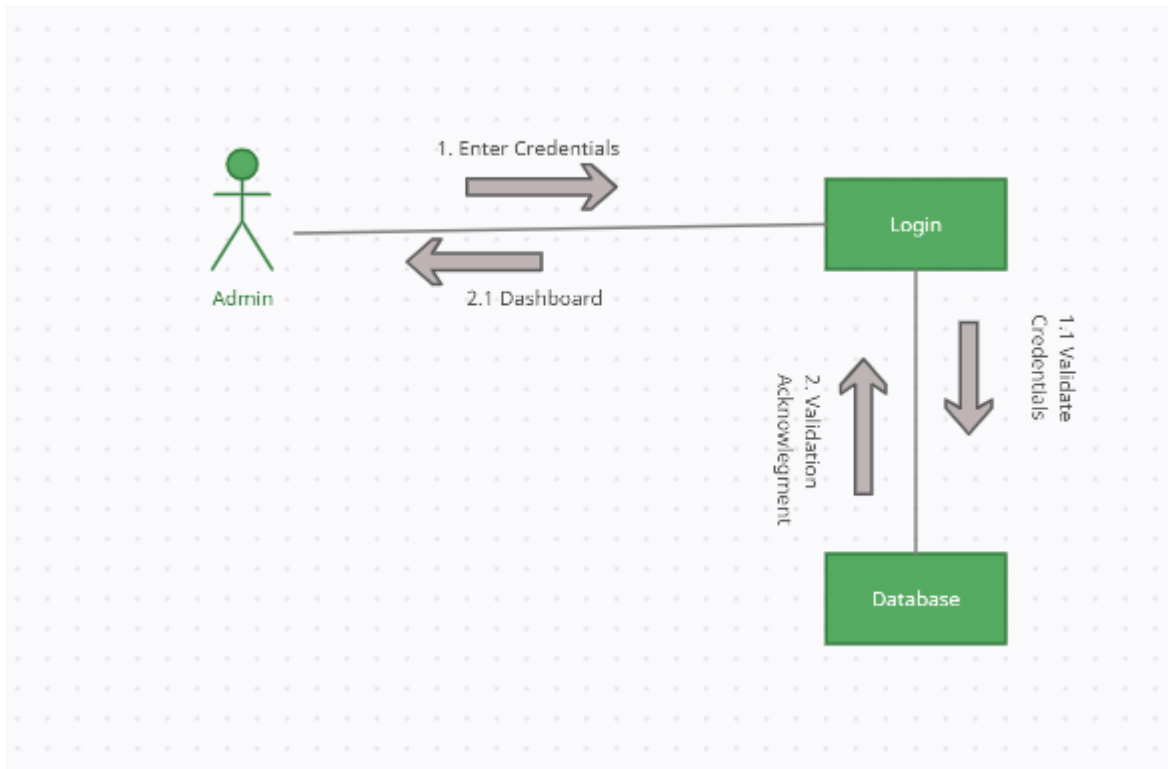 1. Enter Credentials
Login
Admin
2.1 Dashboard
1.1 Validate
Credentials
2. Validation
Acknowlegment
Database